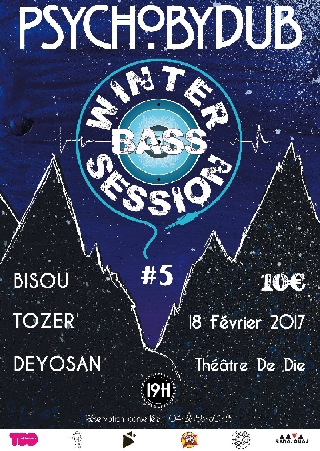 PSYCHOBYDUB
WINTER
BASS
SESSION
#5
BISOU
10€
TOZER
18 Février 2017
DEYOSAN
Théâtre De Die
19H